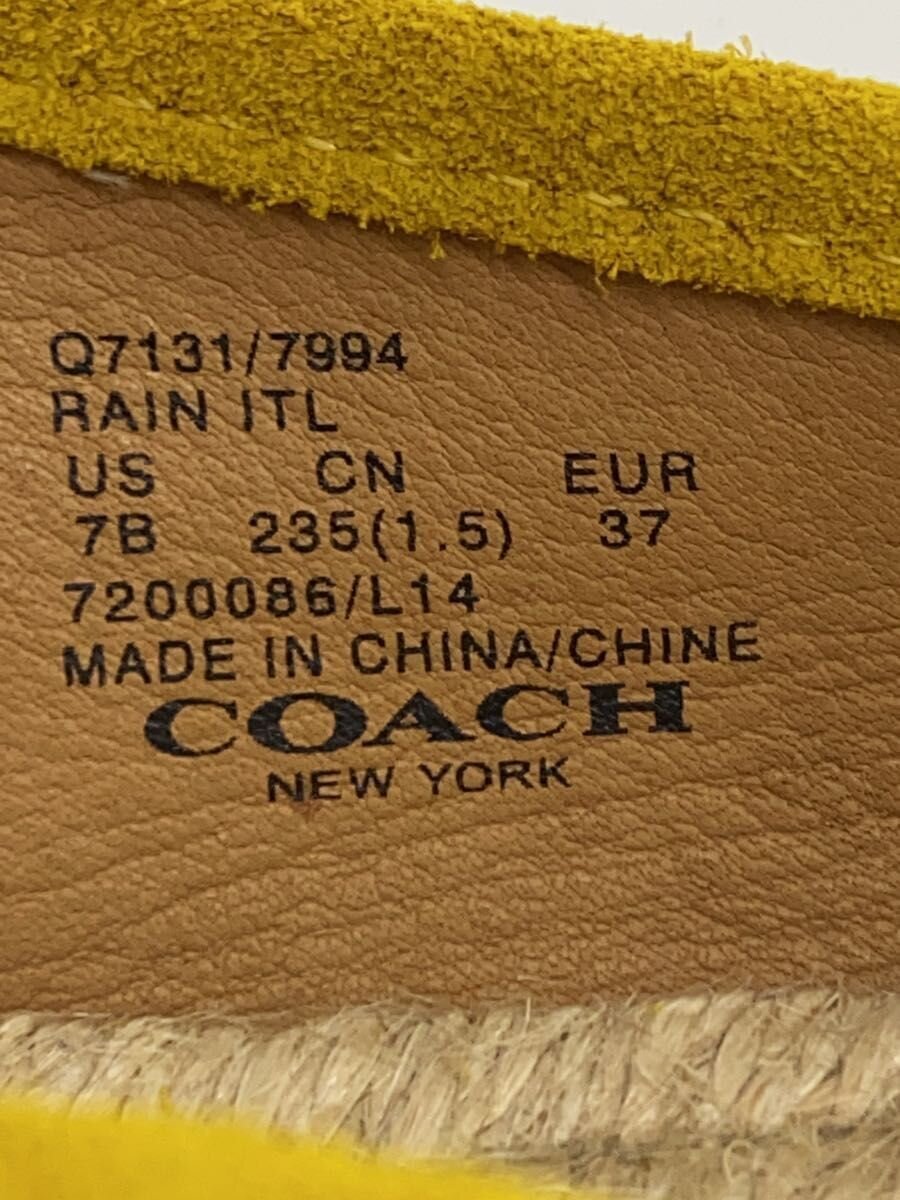 Q7131/7994
RAIN ITL
US CN EUR
7B 235(1.5) 37
7200086/L14
MADE IN CHINA/CHINE
COACH
NEW YORK